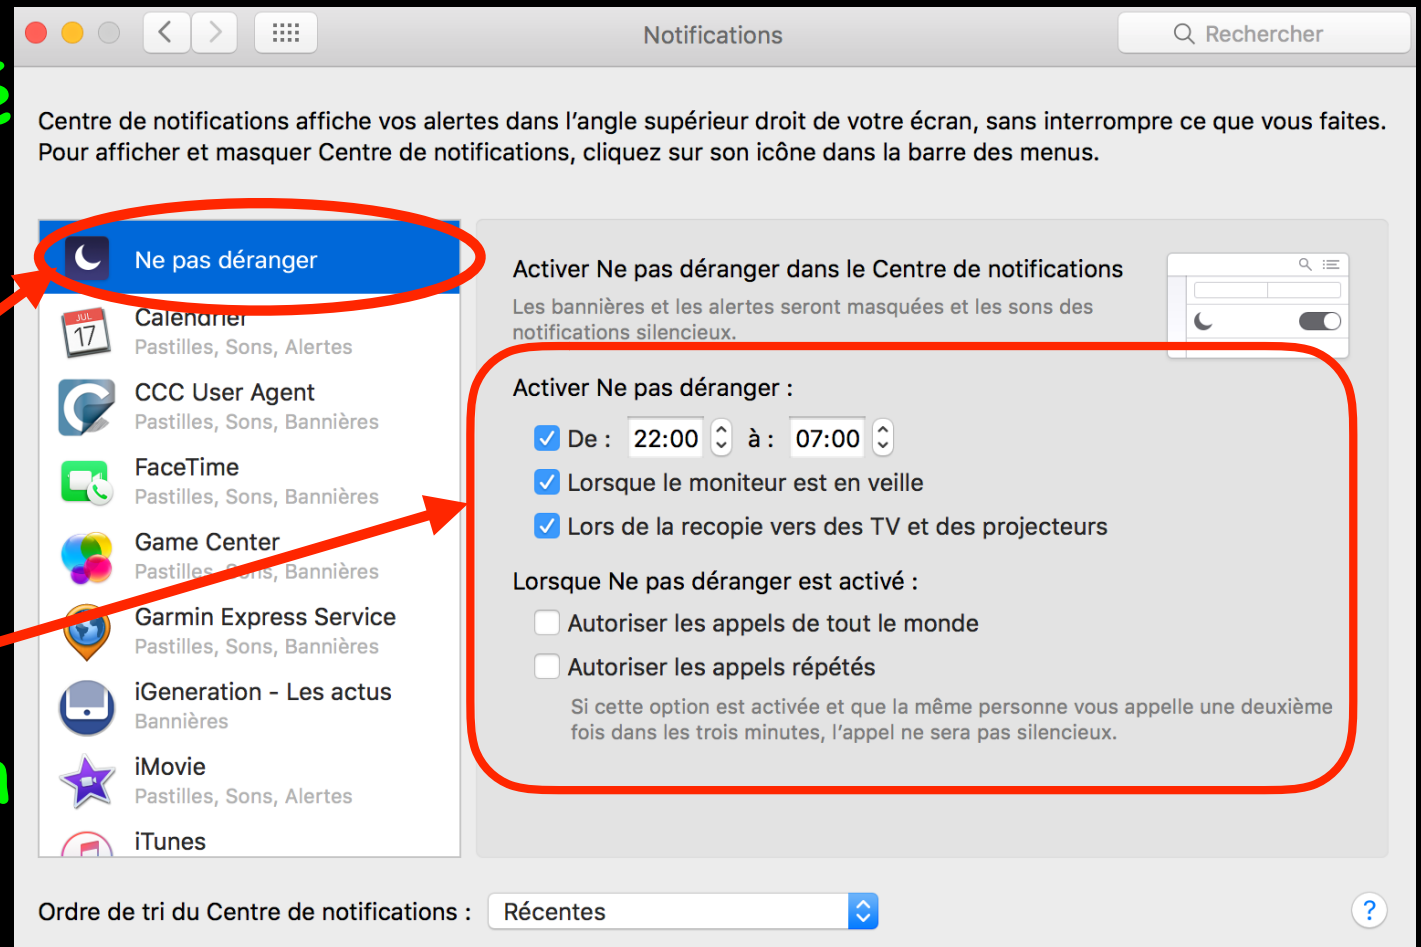 Notifications
Rechercher
Centre de notifications affiche vos alertes dans l'angle supérieur droit de votre écran, sans interrompre ce que vous faites.
Pour afficher et masquer Centre de notifications, cliquez sur son icône dans la barre des menus.
Ne pas déranger
JUL
17
Calendrier
Pastilles, Sons, Alertes
CCC User Agent
Pastilles, Sons, Bannières
FaceTime
Pastilles, Sons, Bannières
Game Center
Pastilles, Sons, Bannières
Garmin Express Service
Pastilles, Sons, Bannières
iGeneration - Les actus
Bannières
iMovie
Pastilles, Sons, Alertes
iTunes
Activer Ne pas déranger dans le Centre de notifications
Les bannières et les alertes seront masquées et les sons des
notifications silencieux.
Activer Ne pas déranger :
De : 22:00 à : 07:00
Lorsque le moniteur est en veille
Lors de la recopie vers des TV et des projecteurs
Lorsque Ne pas déranger est activé :
Autoriser les appels de tout le monde
Autoriser les appels répétés
Si cette option est activée et que la même personne vous appelle une deuxième
fois dans les trois minutes, l'appel ne sera pas silencieux.
Ordre de tri du Centre de notifications : Récentes
?